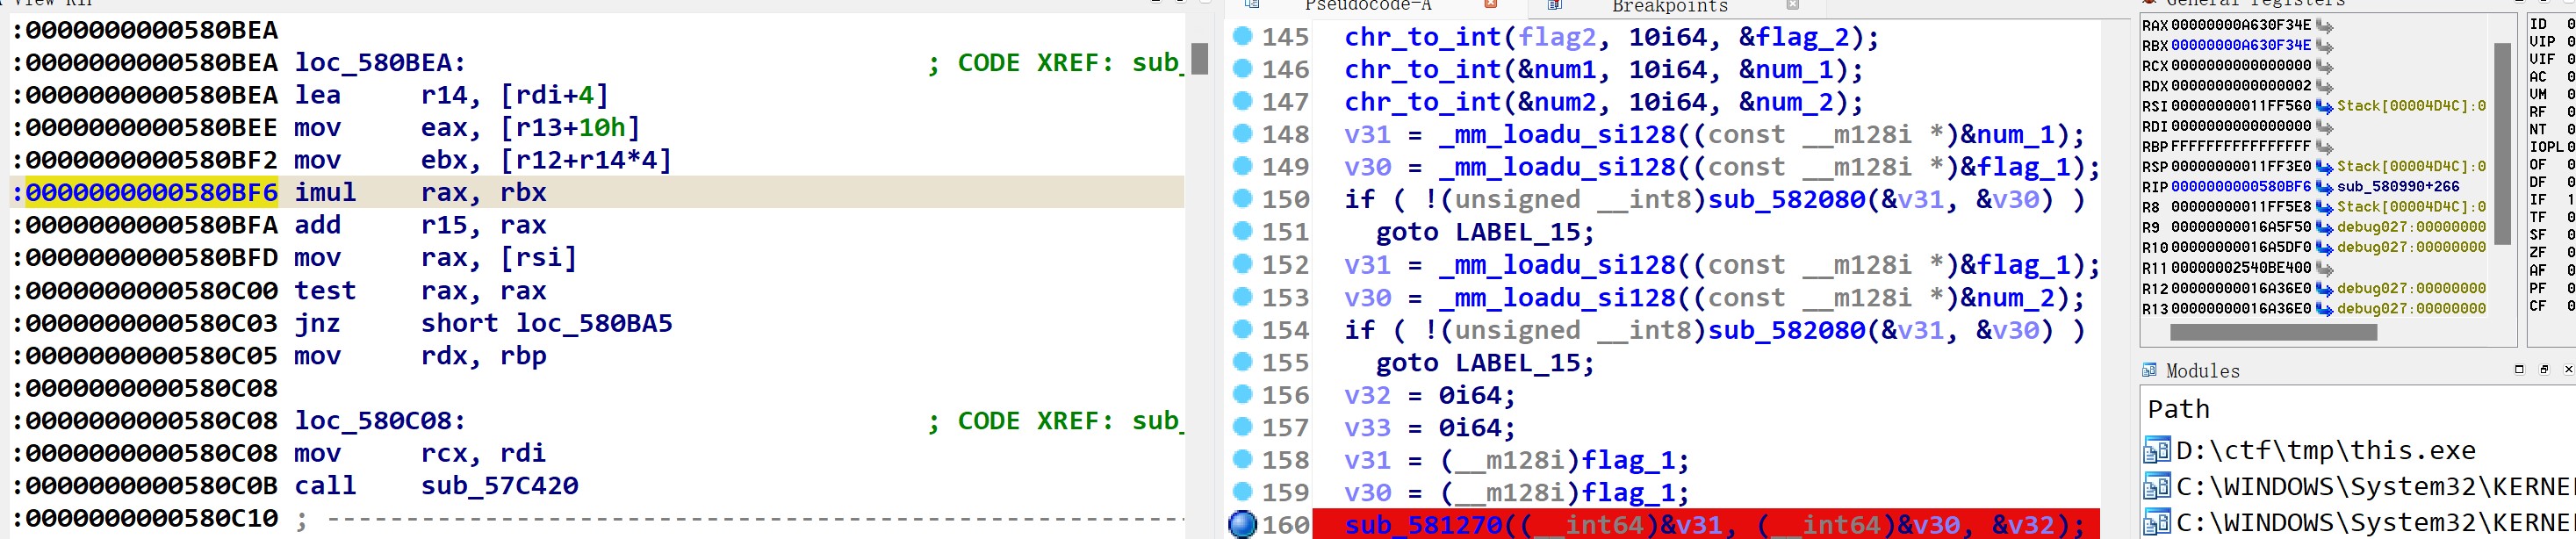 :0000000000580BEA
:0000000000580BEA loc_580BEA: ; CODE XREF: sub_
:0000000000580BEA lea r14, [rdi+4]
:0000000000580BEE mov eax, [r13+10h]
:0000000000580BF2 mov ebx, [r12+r14*4]
:0000000000580BF6 imul rax, rbx
:0000000000580BFA add r15, rax
:0000000000580BFD mov rax, [rsi]
:0000000000580C00 test rax, rax
:0000000000580C03 jnz short loc_580BA5
:0000000000580C05 mov rdx, rbp
:0000000000580C08
:0000000000580C08 loc_580C08: ; CODE XREF: sub_
:0000000000580C08 mov rcx, rdi
:0000000000580C0B call sub_57C420
:0000000000580C10 ; ---------------------------------------------------
Pseudocode-A Breakpoints
145 chr_to_int(flag2, 10i64, &flag_2);
146 chr_to_int(&num1, 10i64, &num_1);
147 chr_to_int(&num2, 10i64, &num_2);
148 v31 = _mm_loadu_si128((const __m128i *)&num_1);
149 v30 = _mm_loadu_si128((const __m128i *)&flag_1);
150 if ( !(unsigned __int8)sub_582080(&v31, &v30) )
151 goto LABEL_15;
152 v31 = _mm_loadu_si128((const __m128i *)&flag_1);
153 v30 = _mm_loadu_si128((const __m128i *)&num_2);
154 if ( !(unsigned __int8)sub_582080(&v31, &v30) )
155 goto LABEL_15;
156 v32 = 0i64;
157 v33 = 0i64;
158 v31 = (__m128i)flag_1;
159 v30 = (__m128i)flag_1;
160 sub_581270((__int64)&v31, (__int64)&v30, &v32);
General registers
RAX 00000000A630F34E
RBX 00000000A630F34E
RCX 0000000000000000
RDX 0000000000000002
RSI 00000000011FF560 Stack[00004D4C]:0
RDI 0000000000000000
RBP FFFFFFFFFFFFFFFF
RSP 00000000011FF3E0 Stack[00004D4C]:0
RIP 0000000000580BF6 sub_580990+266
R8 00000000011FF5E8 Stack[00004D4C]:0
R9 00000000016A5F50 debug027:00000000
R10 00000000016A5DF0 debug027:00000000
R11 00000002540BE400
R12 00000000016A36E0 debug027:00000000
R13 00000000016A36E0 debug027:00000000
ID 0
VIP 0
VIF 0
AC 0
VM 0
RF 0
NT 0
IOPL 0
OF 0
DF 0
IF 1
TF 0
SF 0
ZF 0
AF 0
PF 0
CF 0
Modules
Path
D:\ctf\tmp\this.exe
C:\WINDOWS\System32\KERNE
C:\WINDOWS\System32\KERNE